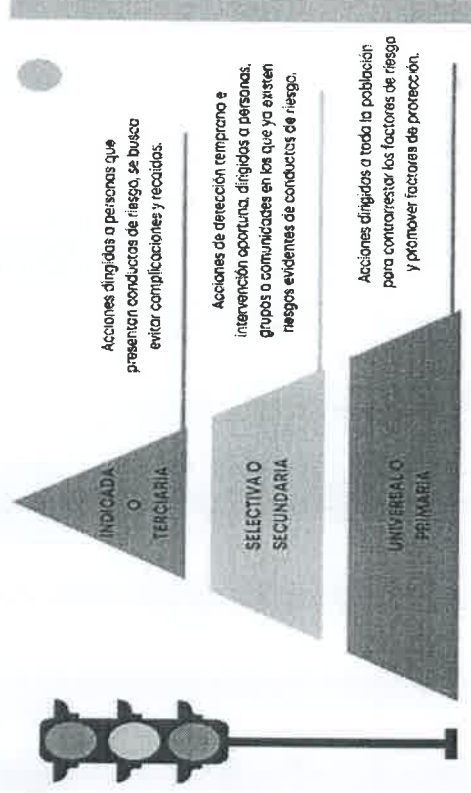 INDICADA
O
TERCIARIA
Acciones dirigidas a personas que
presentan conductas de riesgo, se busca
evitar complicaciones y recaídas.
SELECTIVA O
SECUNDARIA
Acciones de detección temprana e
intervención oportuna, dirigidas a personas,
grupos o comunidades en los que ya existen
riesgos evidentes de conductas de riesgo.
UNIVERSAL O
PRIMARIA
Acciones dirigidas a toda la población
para contrarrestar los factores de riesgo
y promover factores de protección.